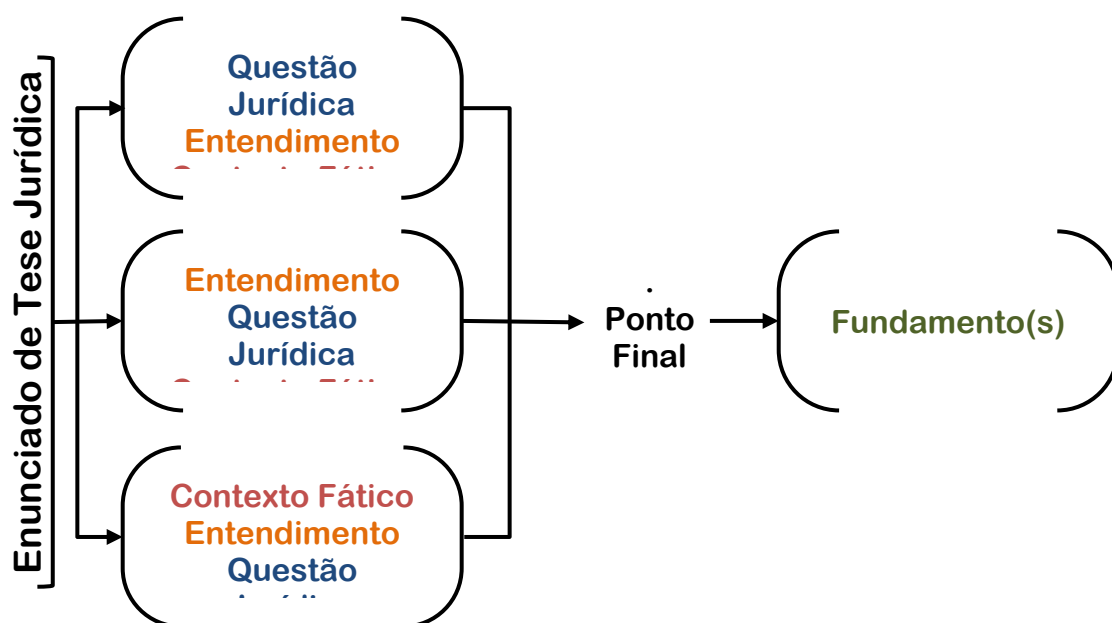 Enunciado de Tese Jurídica
Questão
Jurídica
Entendimento
Entendimento
Questão
Jurídica
Contexto Fático
Entendimento
Questão
.
Ponto
Final
Fundamento(s)